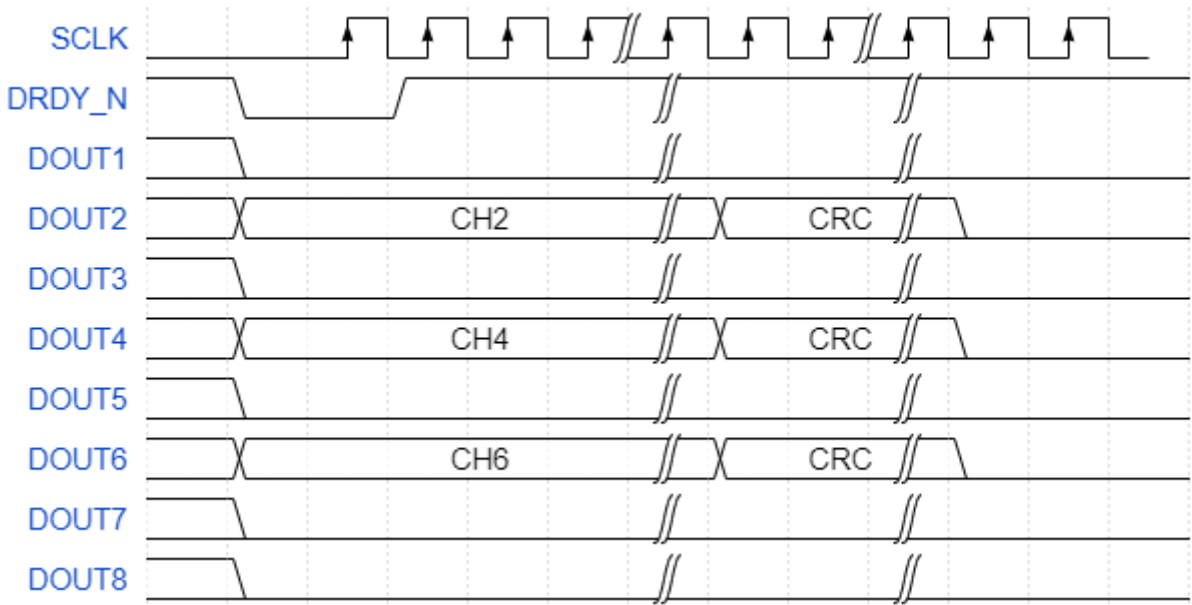 SCLK
DRDY_N
DOUT1
DOUT2 CH2 CRC
DOUT3
DOUT4 CH4 CRC
DOUT5
DOUT6 CH6 CRC
DOUT7
DOUT8